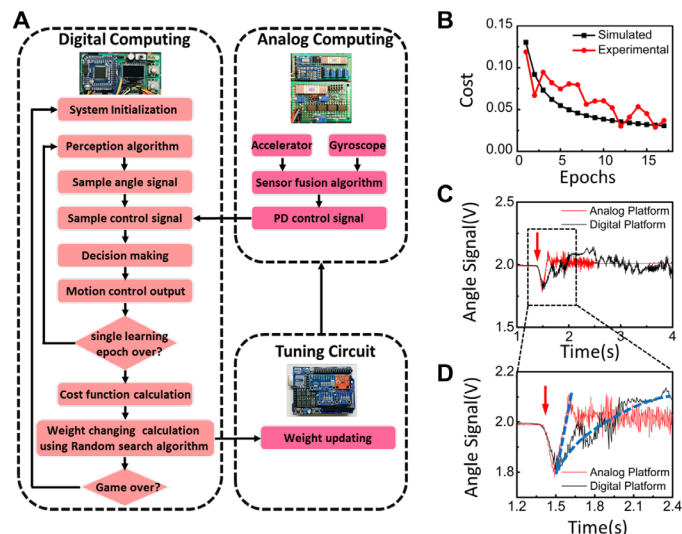 A
Digital Computing
System Initialization
Perception algorithm
Sample angle signal
Sample control signal
Decision making
Motion control output
single learning
epoch over?
Cost function calculation
Weight changing calculation
using Random search algorithm
Game over?
Analog Computing
Accelerator
Gyroscope
Sensor fusion algorithm
PD control signal
Tuning Circuit
Weight updating
B
Simulated
Experimental
Cost
0.15
0.10
0.05
0.00
0
5
10
15
Epochs
C
Analog Platform
Digital Platform
Angle Signal(V)
2.5
2.0
1.5
1
2
3
4
Time(s)
D
Angle Signal(V)
2.2
2.0
1.8
1.6
Analog Platform
Digital Platform
1.2
1.5
1.8
2.1
2.4
Time(s)